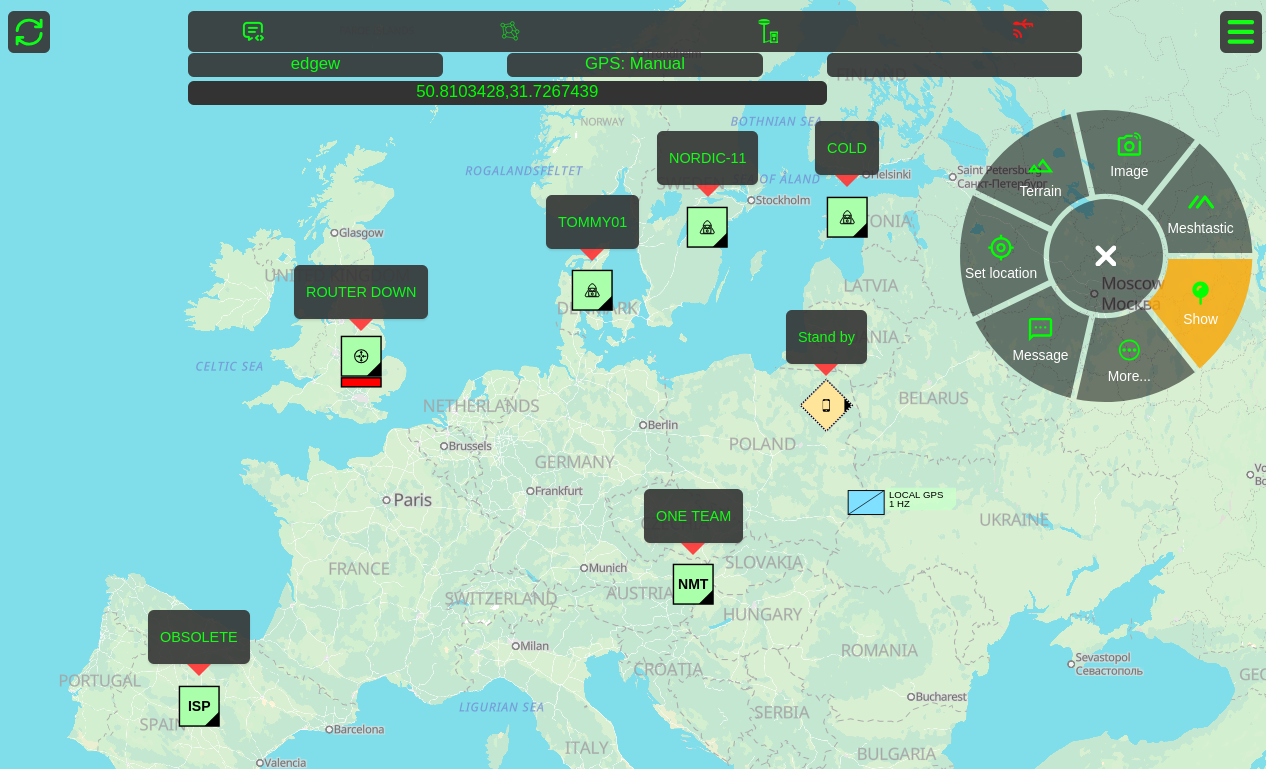 edgew
GPS: Manual
50.8103428,31.7267439
FINLAND
NORWAY
BOTHNIAN SEA
Image
NORDIC-11
COLD
ROGALANDSFELTET
Helsinki
Saint Petersburg
Санкт-Петербург
Terrain
Stockholm
TOMMY01
Meshtastic
Glasgow
Set location
UNITED KINGDOM
ROUTER DOWN
LATVIA
Moscow
Москва
DENMARK
Show
Stand by
Message
CELTIC SEA
More...
NETHERLANDS
BELARUS
Berlin
Brussels
POLAND
GERMANY
Frankfurt
Paris
LOCAL GPS
1 HZ
ONE TEAM
UKRAINE
FRANCE
Munich
SLOVAKIA
NMT
AUSTRIA
SWITZERLAND
HUNGARY
OBSOLETE
Milan
ROMANIA
Sevastopol
Севастополь
CROATIA
PORTUGAL
Bucharest
ISP
LIGURIAN SEA
SERBIA
SPAIN
Barcelona
ITALY
BULGARIA
Valencia